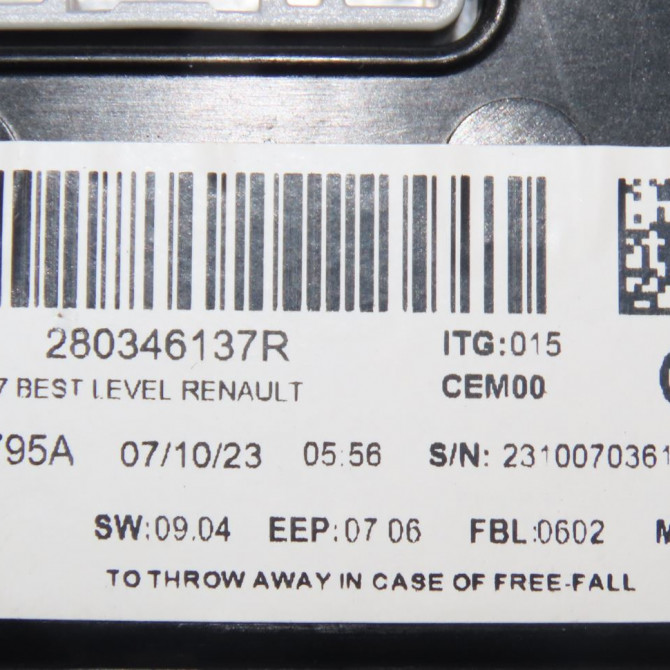 280346137R ITG:015
7 BEST LEVEL RENAULT CEM00
795A 07/10/23 05:56 S/N: 2310070361
SW:09.04 EEP:07 06 FBL:0602 M
TO THROW AWAY IN CASE OF FREE-FALL